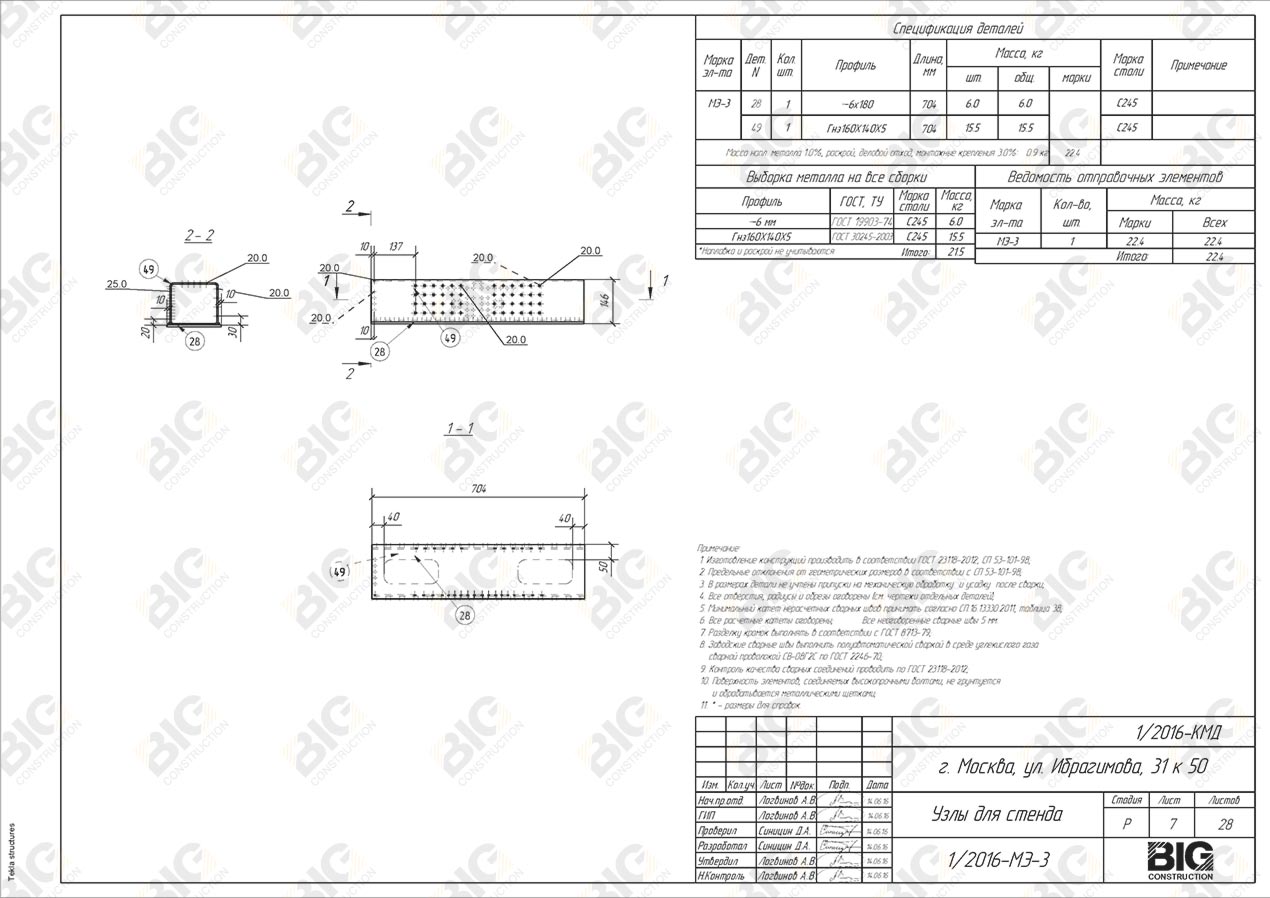 Спецификация деталей
Марка эл-та Дет. N Кол. шт. Профиль Длина, мм Масса, кг Марка стали Примечание
шт. общ. марки
МЭ-3 28 1 —6х180 704 6.0 6.0 С245
49 1 Гнз160Х140Х5 704 15.5 15.5 С245
Масса напл. металла 1.0%, раскрой, деловой отход, монтажные крепления 3.0%: 0.9 кг 22.4
Выборка металла на все сборки
Профиль ГОСТ, ТУ Марка стали Масса, кг
—6 мм ГОСТ 19903-74 С245 6.0
Гнз160Х140Х5 ГОСТ 30245-2003 С245 15.5
*Наплавка и раскрой не учитываются Итого: 21.5
Ведомость отправочных элементов
Марка эл-та Кол-во, шт. Масса, кг
Марки Всех
МЭ-3 1 22.4 22.4
Итого: 22.4
2 - 2
49
20.0
25.0
10
10
20.0
20
30
28
2
10
137
20.0
20.0
20.0
1
1
146
20.0
10
28
49
20.0
2
1 - 1
704
40
40
50
49
28
Примечание:
1. Изготовление конструкций производить в соответствии ГОСТ 23118-2012, СП 53-101-98;
2. Предельные отклонения от геометрических размеров в соответствии с СП 53-101-98;
3. В размерах детали не учтены припуски на механическую обработку и усадку после сварки;
4. Все отверстия, радиусы и обрезы оговорены (см. чертежи отдельных деталей);
5. Минимальный катет нерасчетных сварных швов принимать согласно СП 16.13330.2011, таблица 38;
6. Все расчетные катеты оговорены; Все неоговоренные сварные швы 5 мм.
7. Разделку кромок выполнять в соответствии с ГОСТ 8713-79;
8. Заводские сварные швы выполнить полуавтоматической сваркой в среде углекислого газа
сварной проволокой СВ-08Г2С по ГОСТ 2246-70;
9. Контроль качества сварных соединений проводить по ГОСТ 23118-2012;
10. Поверхность элементов, соединяемых высокопрочными болтами, не грунтуется
и обрабатывается металлическими щетками;
11. * - размеры для справок.
1/2016-КМД
г. Москва, ул. Ибрагимова, 31 к 50
Изм. Кол.уч Лист №док. Подп. Дата
Нач.пр.отд. Логвинов А.В. 14.06.16
ГИП Логвинов А.В. 14.06.16
Проверил Синицин Д.А. 14.06.16
Разработал Синицин Д.А. 14.06.16
Утвердил Логвинов А.В. 14.06.16
Н.Контроль Логвинов А.В. 14.06.16
Узлы для стенда
Стадия Лист Листов
Р 7 28
1/2016-МЭ-3
BIG
CONSTRUCTION
Tekla structures